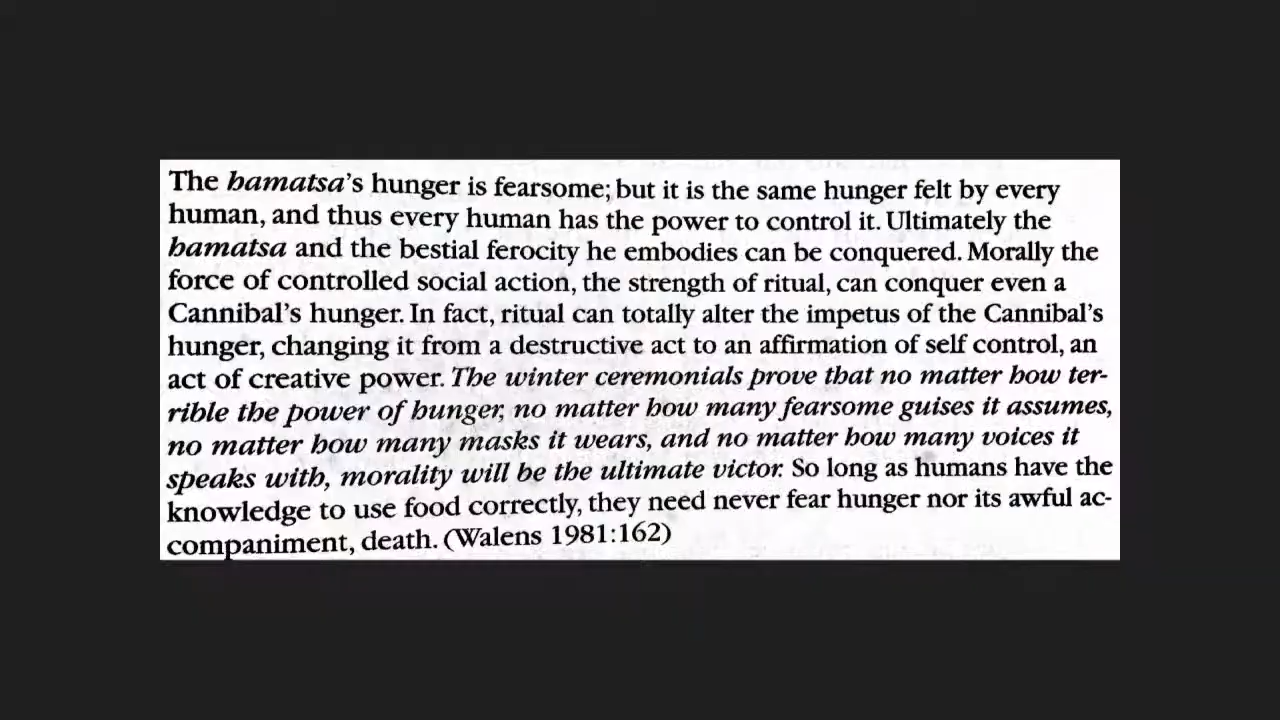 The hamatsa's hunger is fearsome; but it is the same hunger felt by every
human, and thus every human has the power to control it. Ultimately the
hamatsa and the bestial ferocity he embodies can be conquered. Morally the
force of controlled social action, the strength of ritual, can conquer even a
Cannibal's hunger. In fact, ritual can totally alter the impetus of the Cannibal's
hunger, changing it from a destructive act to an affirmation of self control, an
act of creative power. The winter ceremonials prove that no matter how ter-
rible the power of hunger, no matter how many fearsome guises it assumes,
no matter how many masks it wears, and no matter how many voices it
speaks with, morality will be the ultimate victor. So long as humans have the
knowledge to use food correctly, they need never fear hunger nor its awful ac-
companiment, death. (Walens 1981:162)